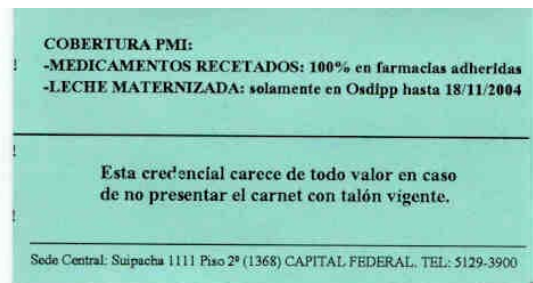 COBERTURA PMI:
-MEDICAMENTOS RECETADOS: 100% en farmacias adheridas
-LECHE MATERNIZADA: solamente en Osdipp hasta 18/11/2004
Esta credencial carece de todo valor en caso
de no presentar el carnet con talón vigente.
Sede Central: Suipacha 1111 Piso 2º (1368) CAPITAL FEDERAL. TEL: 5129-3900